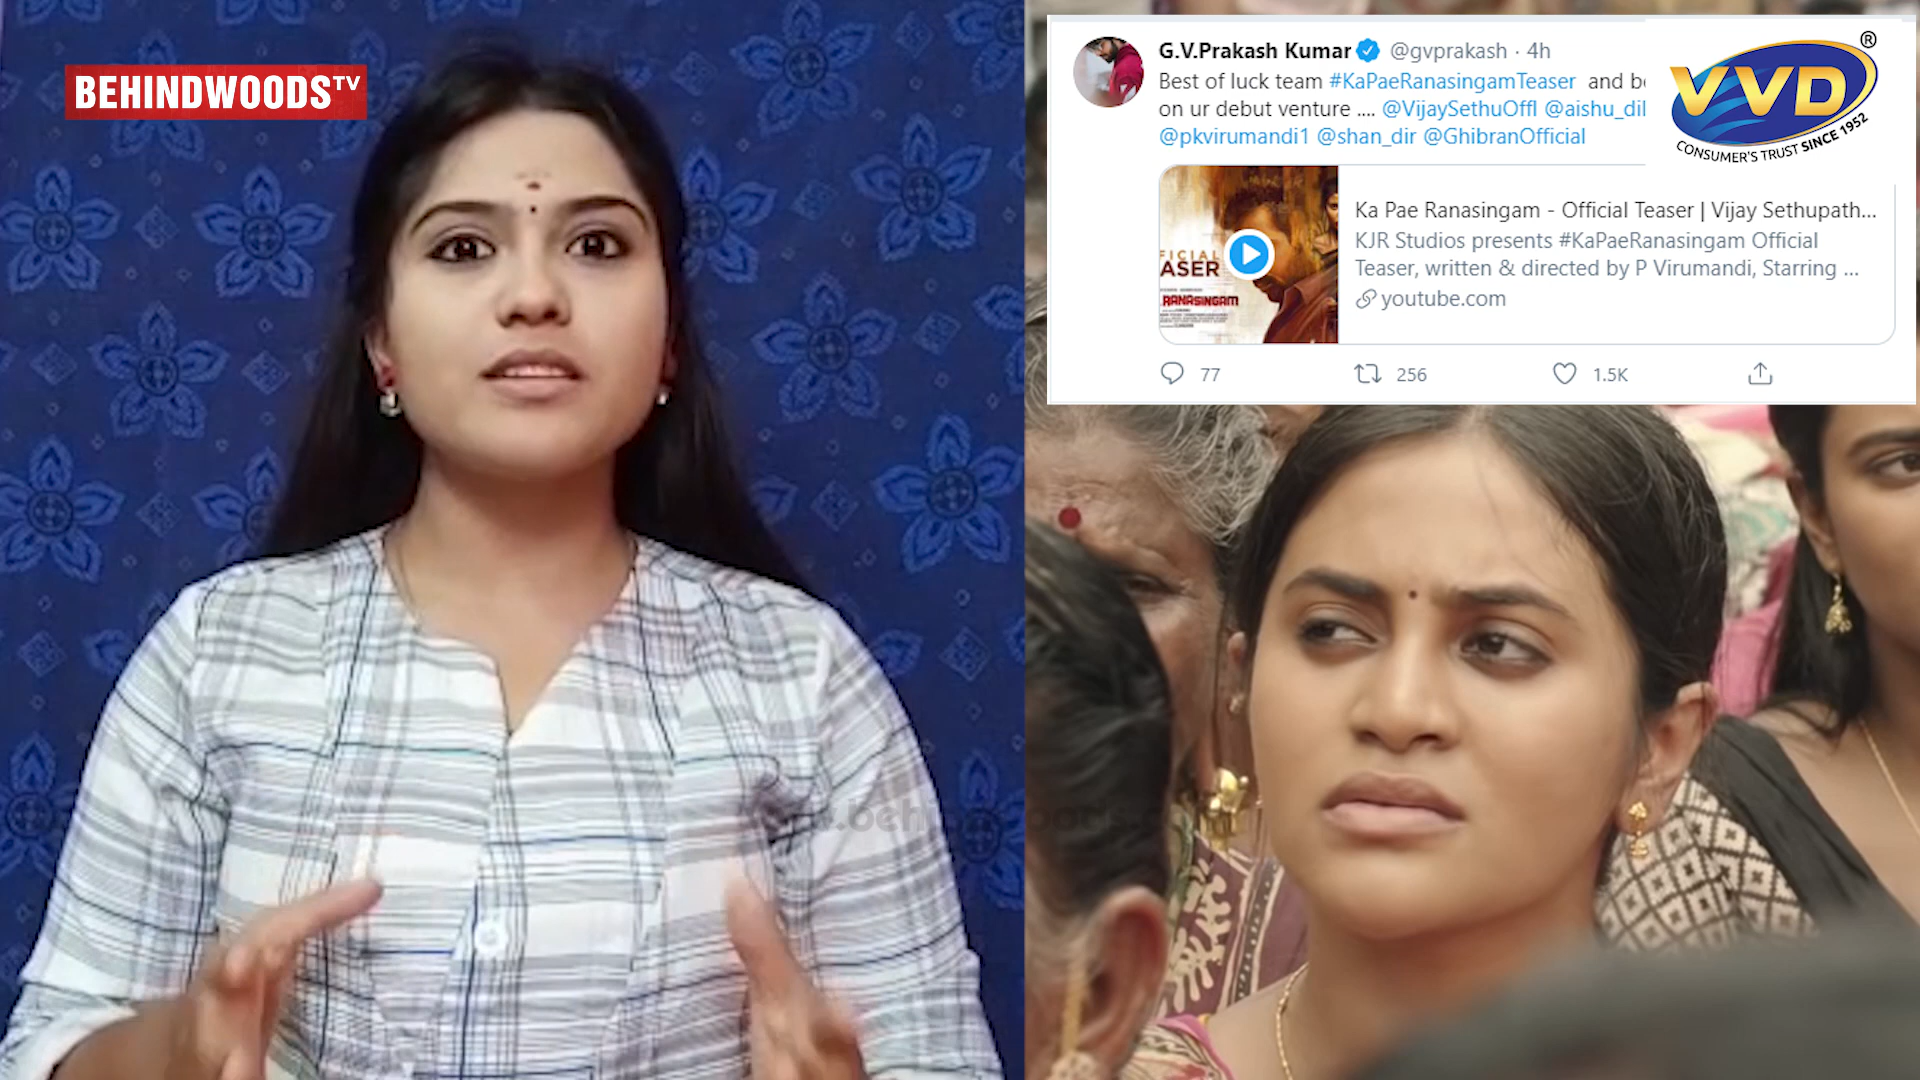 BEHINDWOODS TV
G.V.Prakash Kumar @gvprakash · 4h
Best of luck team #KaPaeRanasingamTeaser and
on ur debut venture .... @VijaySethuOffl
@pkvirumandi1 @shan_dir @GhibranOfficial
VVD ®
CONSUMER'S TRUST SINCE 1952
Ka Pae Ranasingam - Official Teaser | Vijay Sethupath...
KJR Studios presents #KaPaeRanasingam Official
Teaser, written & directed by P Virumandi, Starring ...
youtube.com
RANASINGAM
77 256 1.5K